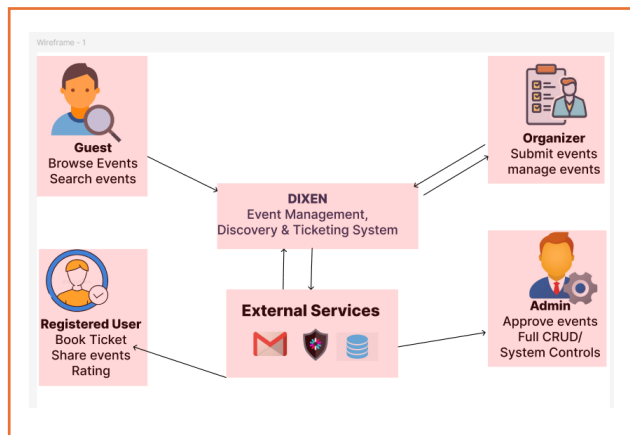 Wireframe - 1
Guest
Browse Events
Search events
Organizer
Submit events
manage events
DIXEN
Event Management,
Discovery & Ticketing System
Registered User
Book Ticket
Share events
Rating
External Services
Admin
Approve events
Full CRUD/
System Controls